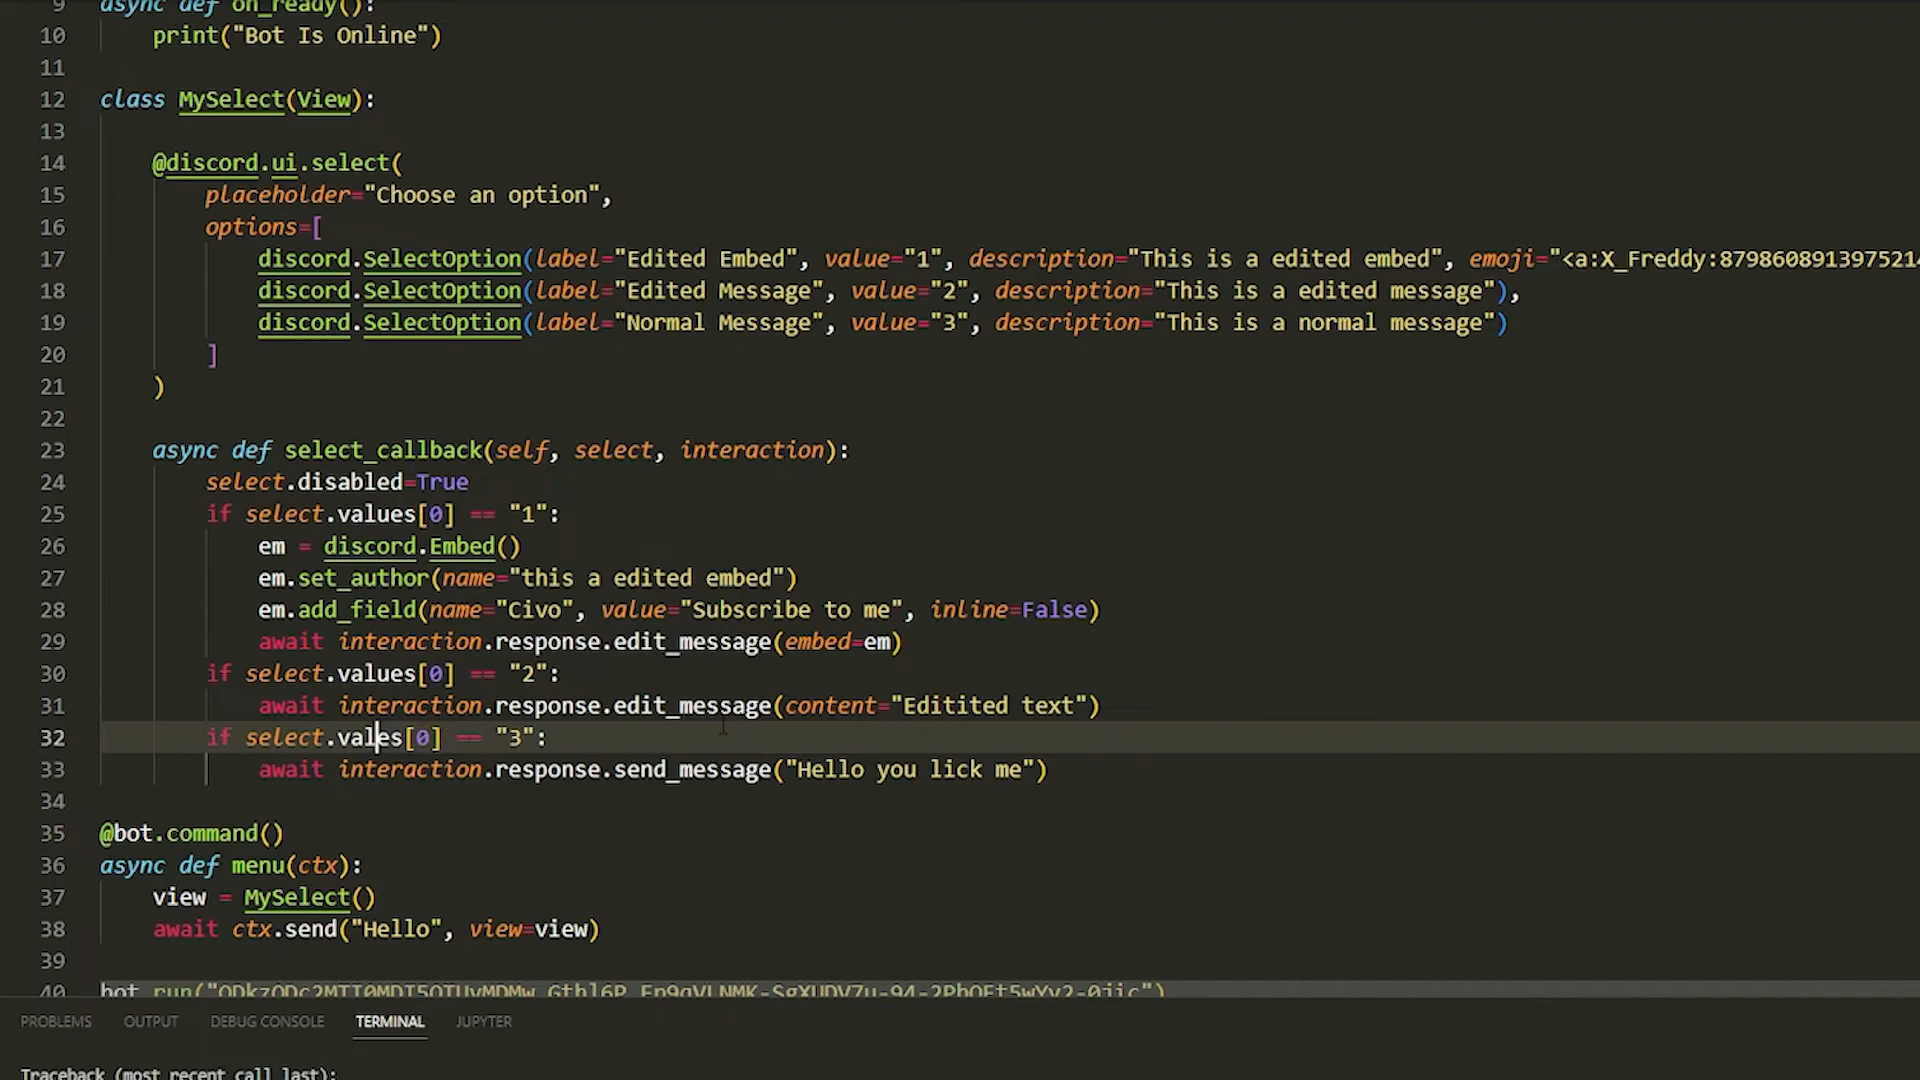 9 async def on_ready():
10 print("Bot Is Online")
11
12 class MySelect(View):
13
14 @discord.ui.select(
15 placeholder="Choose an option",
16 options=[
17 discord.SelectOption(label="Edited Embed", value="1", description="This is a edited embed", emoji="<a:X_Freddy:879860891397521
18 discord.SelectOption(label="Edited Message", value="2", description="This is a edited message"),
19 discord.SelectOption(label="Normal Message", value="3", description="This is a normal message")
20 ]
21 )
22
23 async def select_callback(self, select, interaction):
24 select.disabled=True
25 if select.values[0] == "1":
26 em = discord.Embed()
27 em.set_author(name="this a edited embed")
28 em.add_field(name="Civo", value="Subscribe to me", inline=False)
29 await interaction.response.edit_message(embed=em)
30 if select.values[0] == "2":
31 await interaction.response.edit_message(content="Editited text")
32 if select.vales[0] == "3":
33 await interaction.response.send_message("Hello you lick me")
34
35 @bot.command()
36 async def menu(ctx):
37 view = MySelect()
38 await ctx.send("Hello", view=view)
39
40 bot.run("
PROBLEMS OUTPUT DEBUG CONSOLE TERMINAL JUPYTER
Traceback (most recent call last):